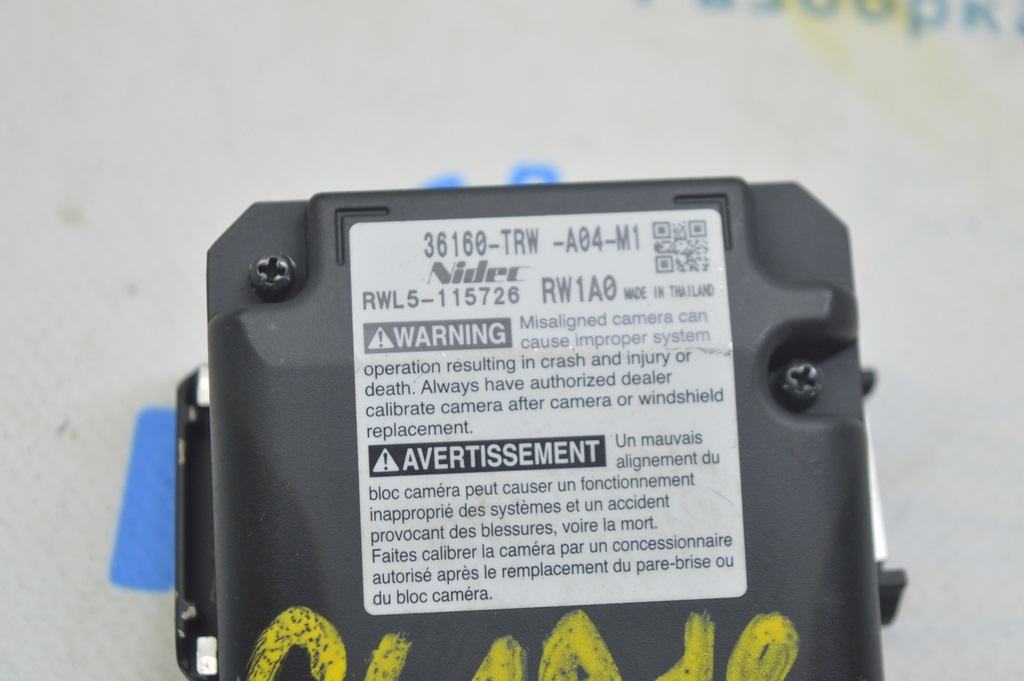 36160-TRW -A04-M1
Nidec
RWL5-115726 RW1A0 MADE IN THAILAND
WARNING Misaligned camera can
cause improper system
operation resulting in crash and injury or
death. Always have authorized dealer
calibrate camera after camera or windshield
replacement.
AVERTISSEMENT Un mauvais
alignement du
bloc caméra peut causer un fonctionnement
inapproprié des systèmes et un accident
provocant des blessures, voire la mort.
Faites calibrer la caméra par un concessionnaire
autorisé après le remplacement du pare-brise ou
du bloc caméra.